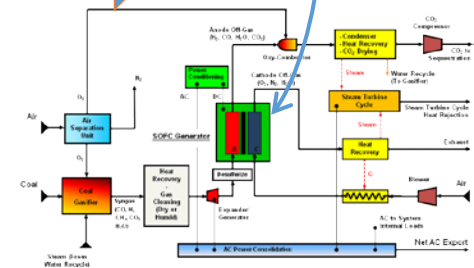 Anode Off-Gas
(H₂, CO, H₂O, CO₂)
Oxy-Combustor
-Condenser
-Heat Recovery
-CO₂ Drying
CO₂
Compressor
CO₂ to
Sequestration
Steam
Water Recycle
(To Gasifier)
N₂
O₂
Power
Conditioning
AC
DC
Cathode Off-Gas
Steam Turbine
Cycle
Steam Turbine Cycle
Heat Rejection
Air
Air
Separation
Unit
SOFC Generator
A
C
Steam
Heat
Recovery
Exhaust
O₂
Coal
Coal
Gasifier
Syngas
(CO, H₂
CH₄, CO₂
H₂O)
Heat
Recovery
-
Gas
Cleaning
(Dry or
Humid)
Desulfurize
Expander/
Generator
Q
Blower
Air
AC to System
Internal Loads
Steam (from
Water Recycle)
AC Power Consolidation
Net AC Export